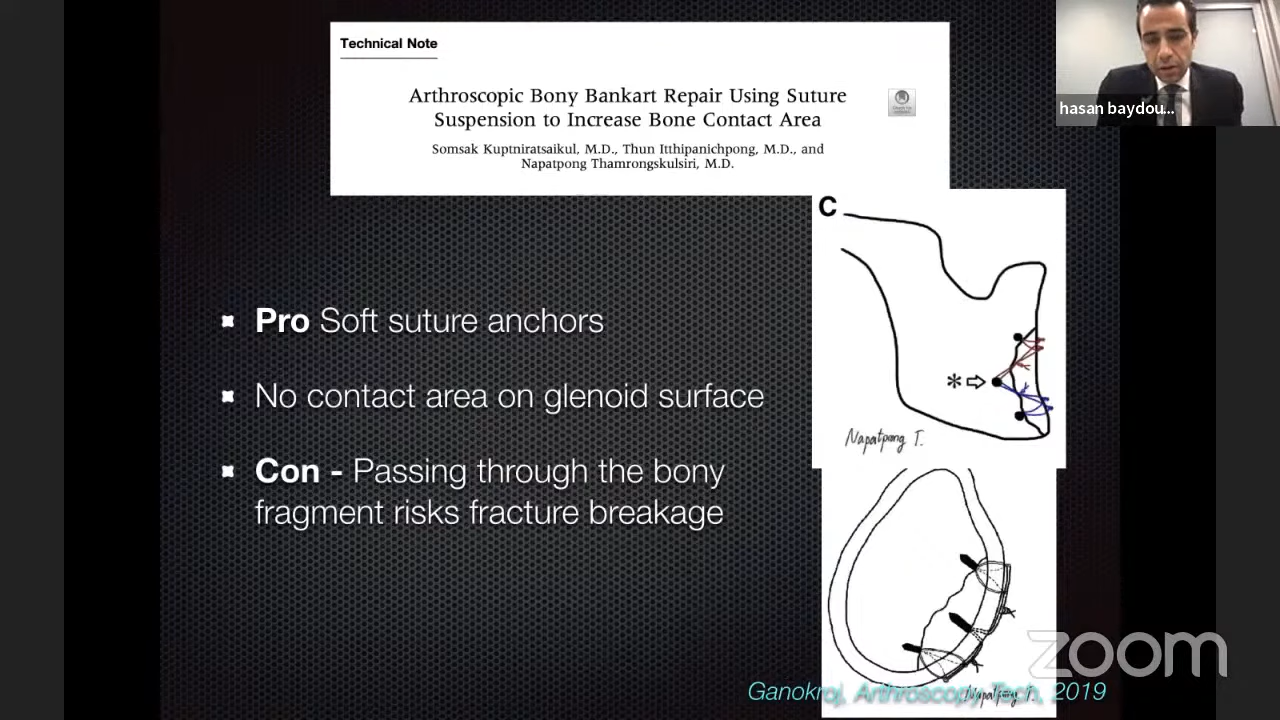 Technical Note
Arthroscopic Bony Bankart Repair Using Suture
Suspension to Increase Bone Contact Area
Somsak Kuptniratsaikul, M.D., Thun Itthipanichpong, M.D., and
Napatpong Thamrongskulsiri, M.D.
hasan baydou...
C
Pro Soft suture anchors
No contact area on glenoid surface
Con - Passing through the bony
fragment risks fracture breakage
*
Napatpong T.
zoom
Ganokroj, Arthroscopy Tech, 2019
Napatpong T.